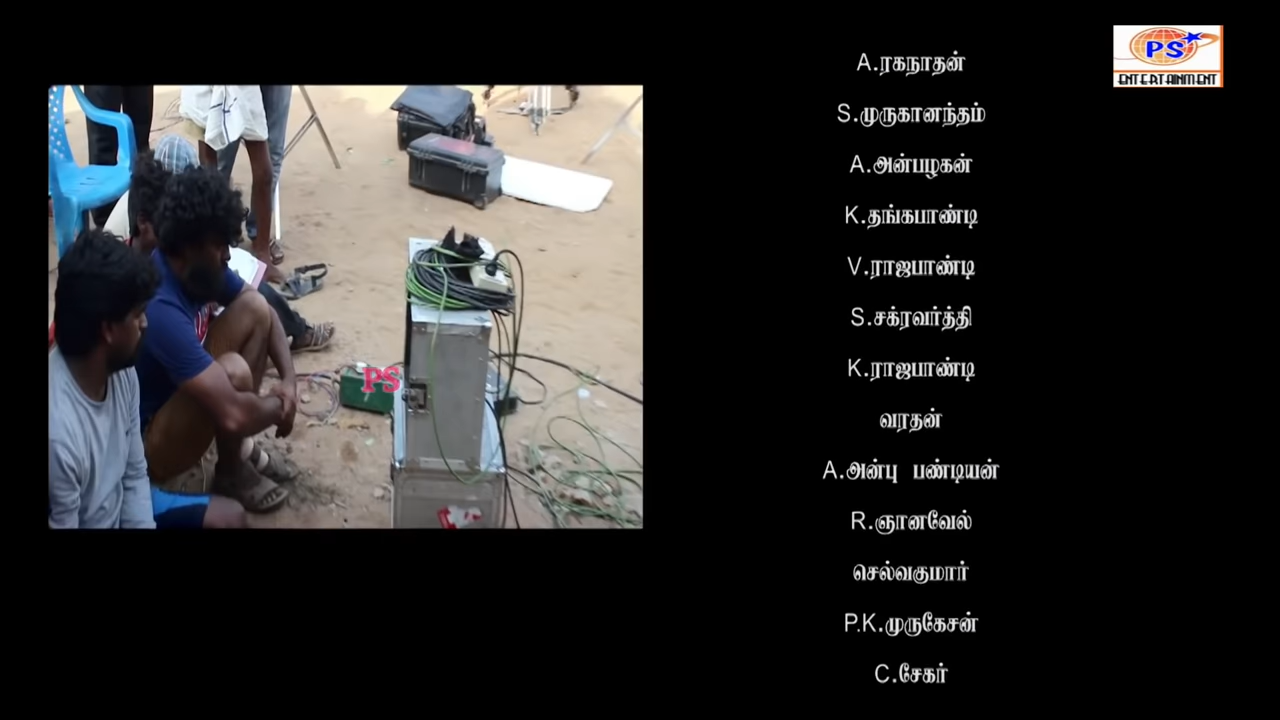 PS
ENTERTAINMENT
A.ரகநாதன்
S.முருகானந்தம்
A.அன்பழகன்
K.தங்கபாண்டி
V.ராஜபாண்டி
S.சக்ரவர்த்தி
K.ராஜபாண்டி
வரதன்
A.அன்பு பண்டியன்
R.ஞானவேல்
செல்வகுமார்
P.K.முருகேசன்
C.சேகர்
PS